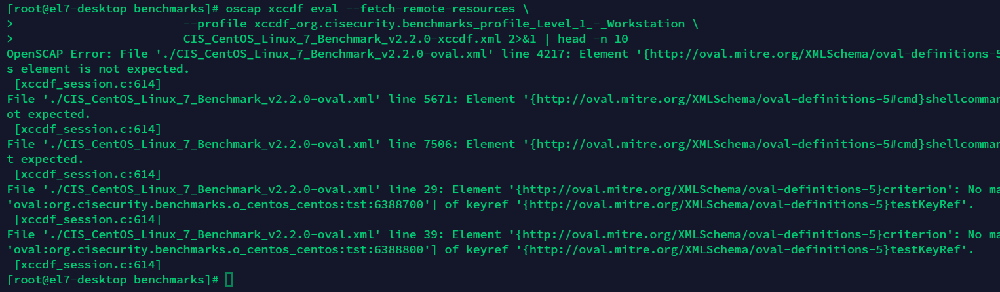 [root@el7-desktop benchmarks]# oscap xccdf eval --fetch-remote-resources \
>                       --profile xccdf_org.cisecurity.benchmarks_profile_Level_1_-_Workstation \
>                       CIS_CentOS_Linux_7_Benchmark_v2.2.0-xccdf.xml 2>&1 | head -n 10
OpenSCAP Error: File './CIS_CentOS_Linux_7_Benchmark_v2.2.0-oval.xml' line 4217: Element '{http://oval.mitre.org/XMLSchema/oval-definitions-5
s element is not expected.
 [xccdf_session.c:614]
File './CIS_CentOS_Linux_7_Benchmark_v2.2.0-oval.xml' line 5671: Element '{http://oval.mitre.org/XMLSchema/oval-definitions-5#cmd}shellcomman
ot expected.
 [xccdf_session.c:614]
File './CIS_CentOS_Linux_7_Benchmark_v2.2.0-oval.xml' line 7506: Element '{http://oval.mitre.org/XMLSchema/oval-definitions-5#cmd}shellcomman
t expected.
 [xccdf_session.c:614]
File './CIS_CentOS_Linux_7_Benchmark_v2.2.0-oval.xml' line 29: Element '{http://oval.mitre.org/XMLSchema/oval-definitions-5}criterion': No ma
'oval:org.cisecurity.benchmarks.o_centos_centos:tst:6388700'] of keyref '{http://oval.mitre.org/XMLSchema/oval-definitions-5}testKeyRef'.
 [xccdf_session.c:614]
File './CIS_CentOS_Linux_7_Benchmark_v2.2.0-oval.xml' line 39: Element '{http://oval.mitre.org/XMLSchema/oval-definitions-5}criterion': No ma
'oval:org.cisecurity.benchmarks.o_centos_centos:tst:6388800'] of keyref '{http://oval.mitre.org/XMLSchema/oval-definitions-5}testKeyRef'.
 [xccdf_session.c:614]
[root@el7-desktop benchmarks]#